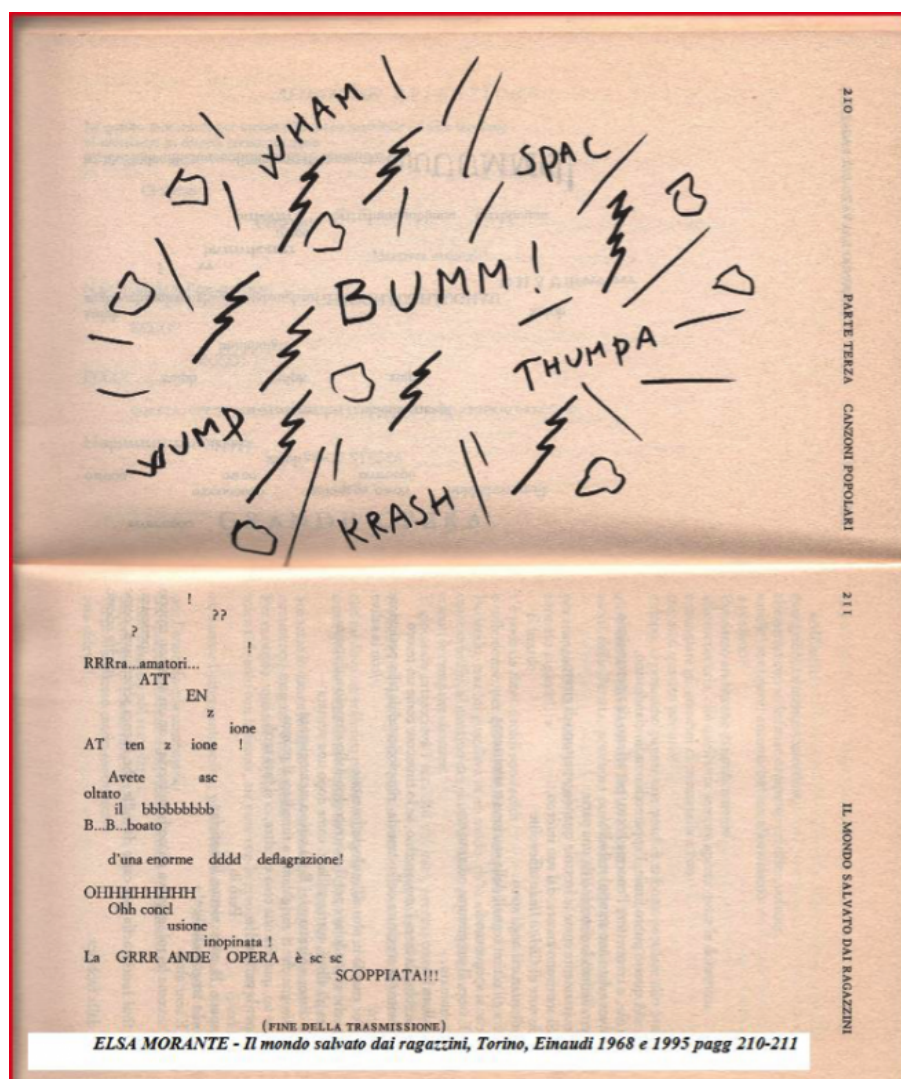 WHAM
SPAC
BUMM!
THUMPA
WUMP
KRASH
210
PARTE TERZA CANZONI POPOLARI
!
??
?
!
RRRra...amatori...
ATT
EN
z
ione
AT ten z ione !
Avete asc
oltato
il bbbbbbbbb
B...B...boato
d'una enorme dddd deflagrazione!
OHHHHHHHH
Ohh concl
usione
inopinata !
La GRRR ANDE OPERA è sc sc
SCOPPIATA!!!
(FINE DELLA TRASMISSIONE)
211
IL MONDO SALVATO DAI RAGAZZINI
ELSA MORANTE - Il mondo salvato dai ragazzini, Torino, Einaudi 1968 e 1995 pagg 210-211